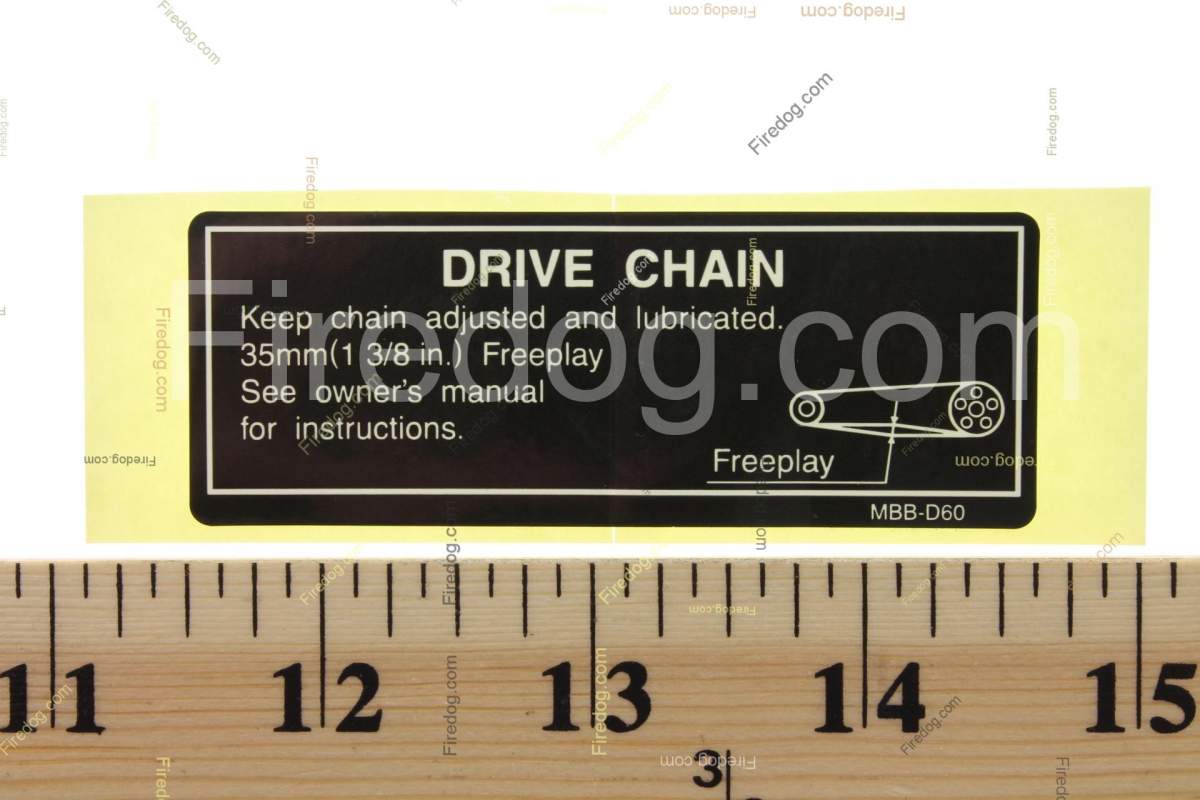 DRIVE CHAIN
Keep chain adjusted and lubricated.
35mm(1 3/8 in.) Freeplay
See owner's manual
for instructions.
Freeplay
MBB-D60
Firedog.com
11 12 13 14 15
3